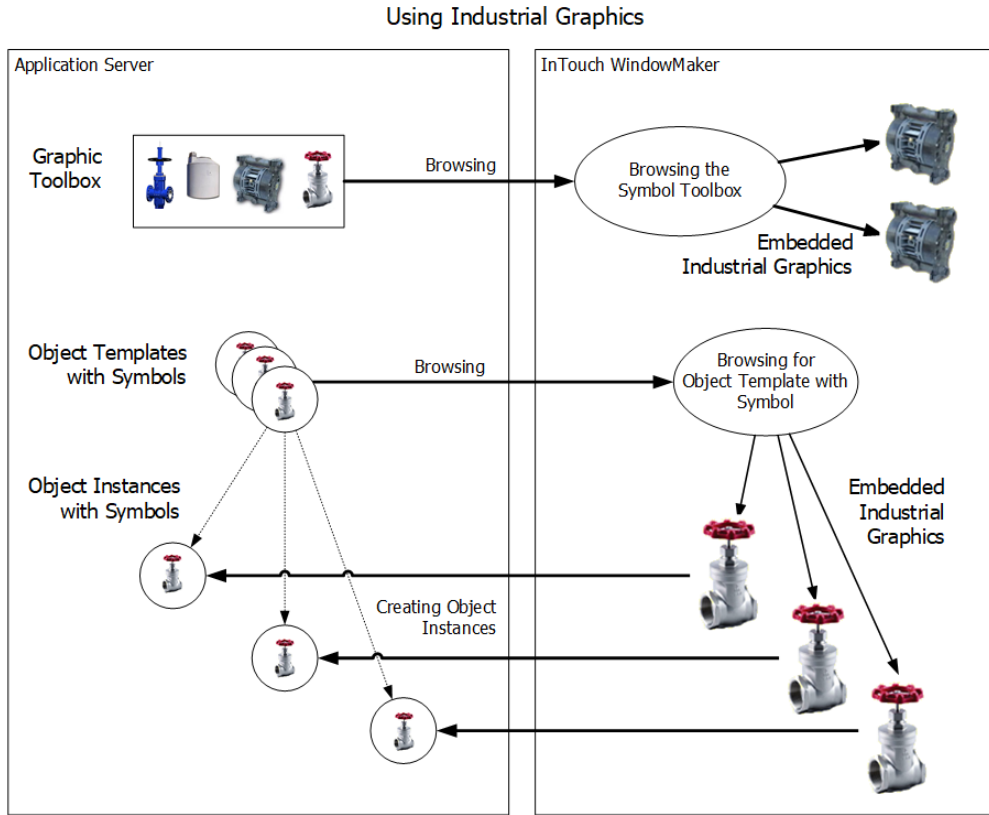 Using Industrial Graphics
Application Server
InTouch WindowMaker
Graphic
Toolbox
Browsing
Browsing the
Symbol Toolbox
Embedded
Industrial Graphics
Object Templates
with Symbols
Browsing
Browsing for
Object Template with
Symbol
Object Instances
with Symbols
Embedded
Industrial
Graphics
Creating Object
Instances